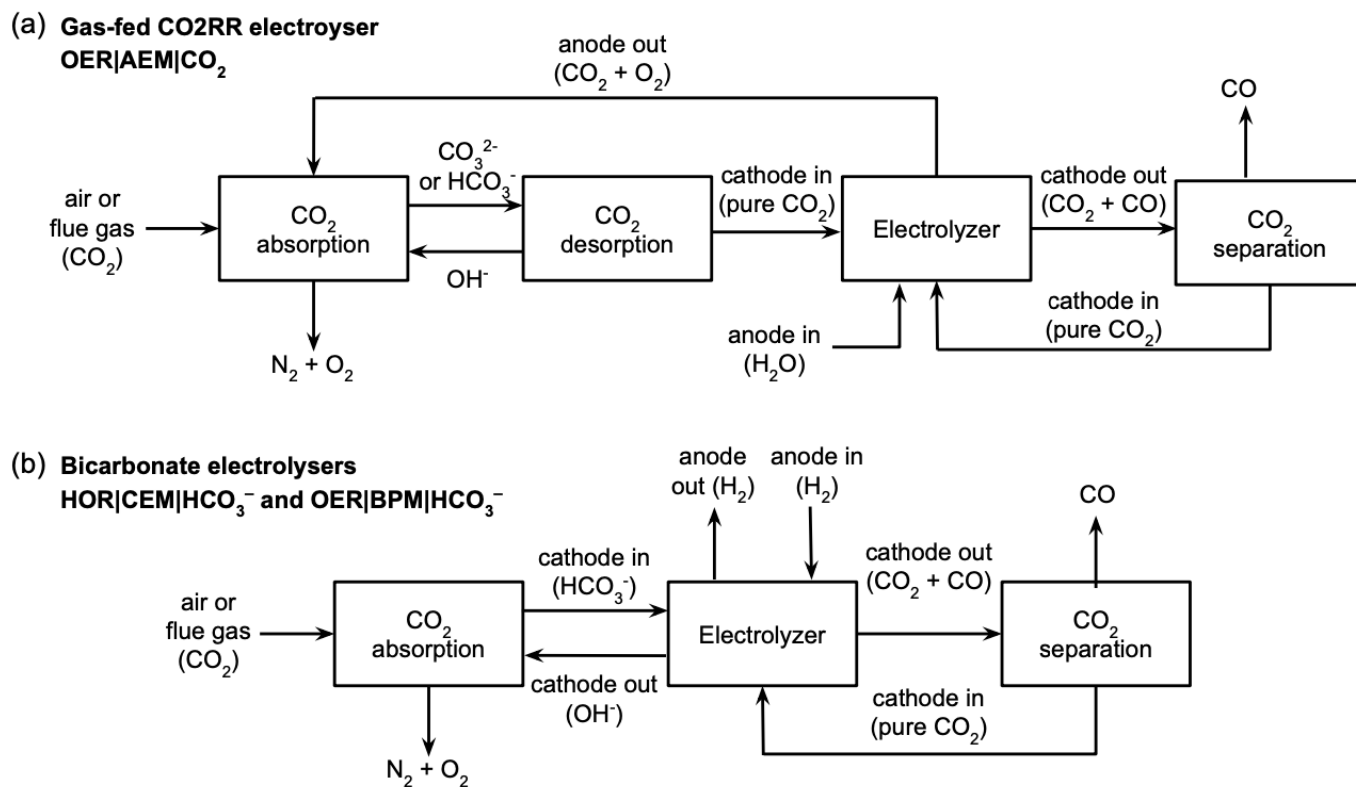 (a) Gas-fed CO2RR electroyser
OER|AEM|CO₂
anode out
(CO₂ + O₂)
CO
CO₃²⁻
or HCO₃⁻
cathode in
(pure CO₂)
cathode out
(CO₂ + CO)
air or
flue gas
(CO₂)
CO₂
absorption
CO₂
desorption
Electrolyzer
CO₂
separation
OH⁻
cathode in
(pure CO₂)
anode in
(H₂O)
N₂ + O₂
(b) Bicarbonate electrolysers
HOR|CEM|HCO₃⁻ and OER|BPM|HCO₃⁻
anode
out (H₂)
anode in
(H₂)
CO
cathode in
(HCO₃⁻)
cathode out
(CO₂ + CO)
air or
flue gas
(CO₂)
CO₂
absorption
Electrolyzer
CO₂
separation
cathode out
(OH⁻)
cathode in
(pure CO₂)
N₂ + O₂